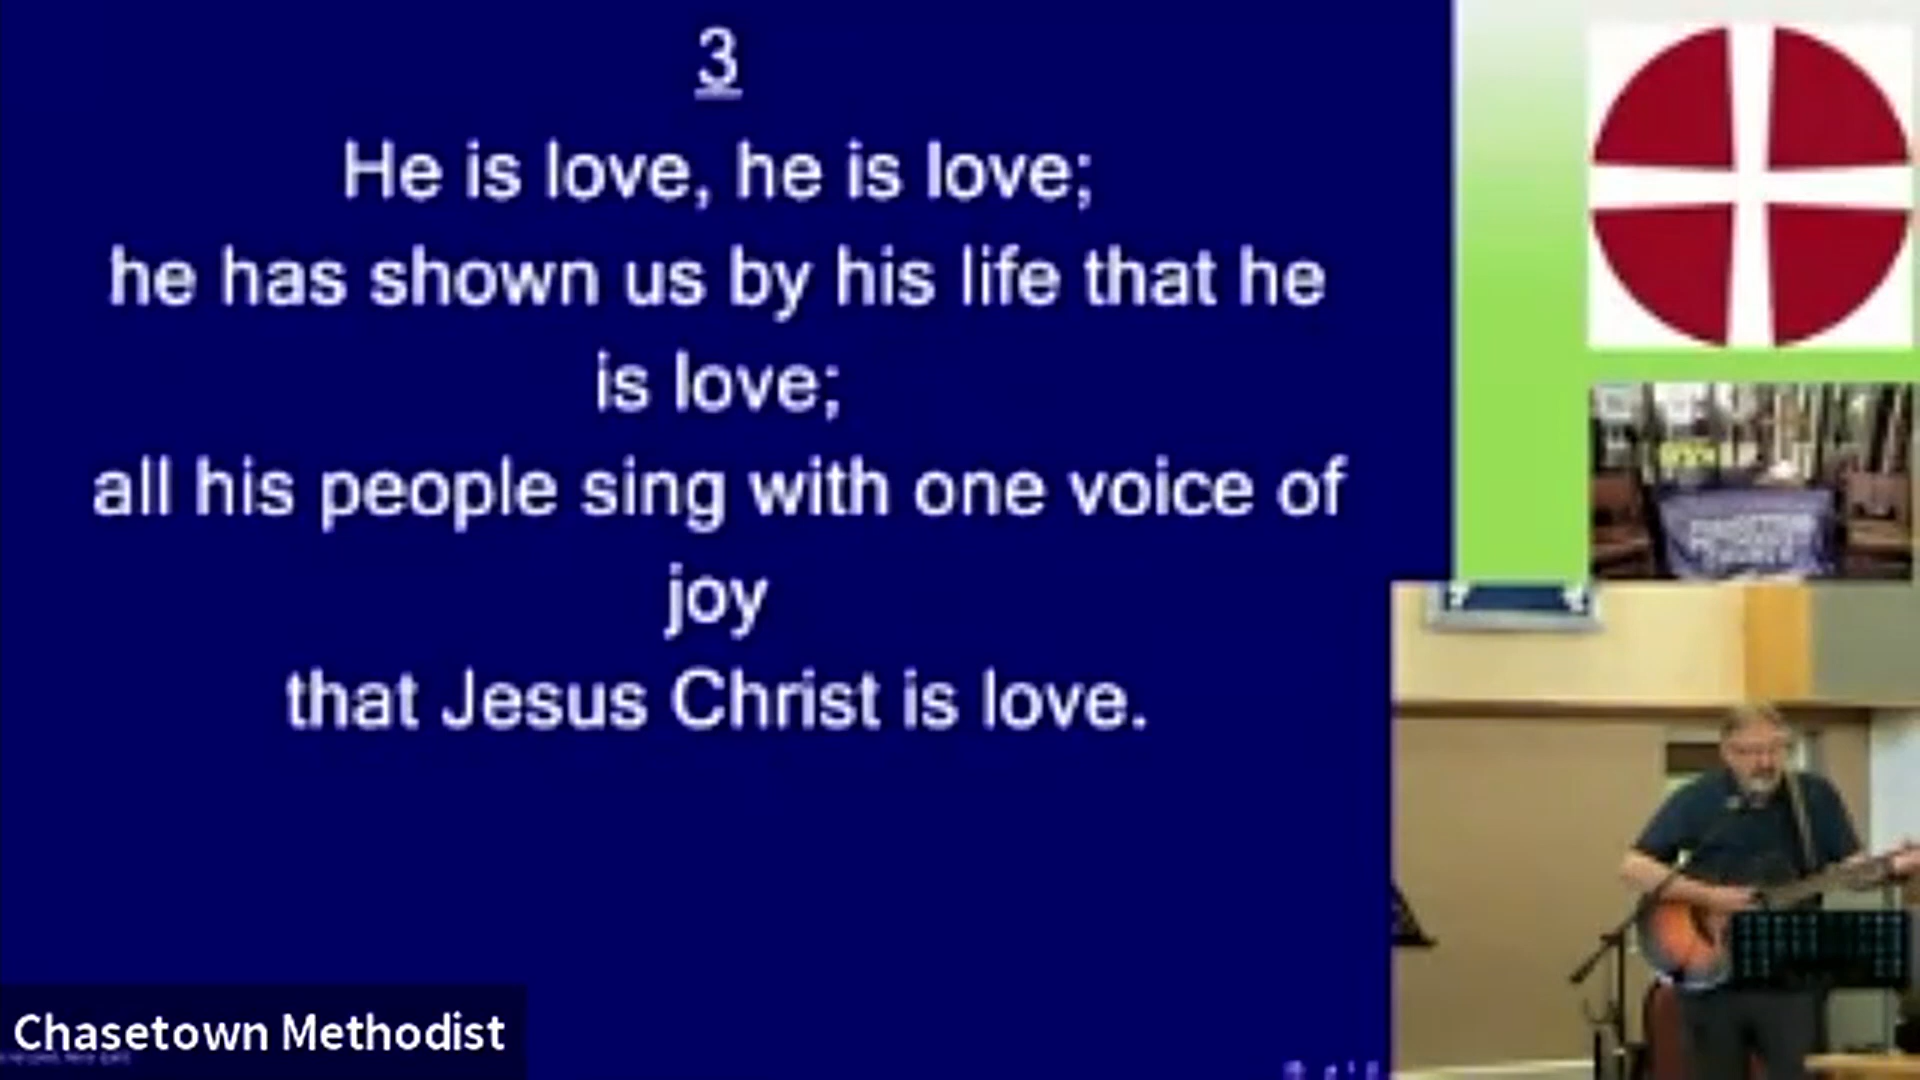 3
He is love, he is love;
he has shown us by his life that he
is love;
all his people sing with one voice of
joy
that Jesus Christ is love.
Chasetown Methodist